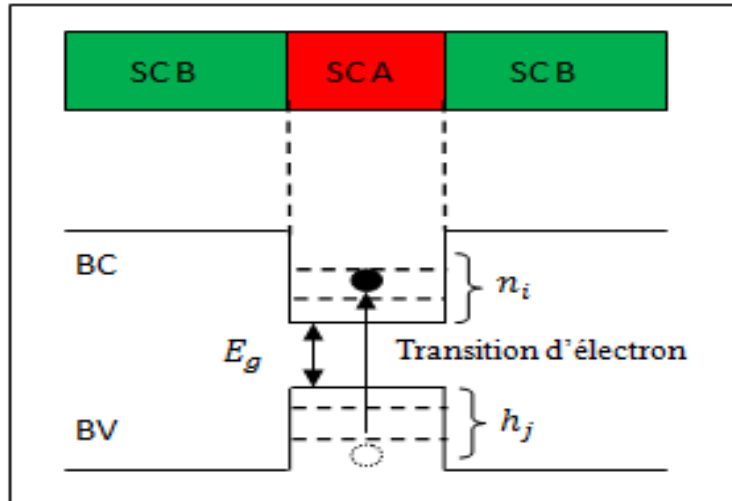 SC B SC A SC B
BC
n_i
E_g
Transition d'électron
BV
h_j